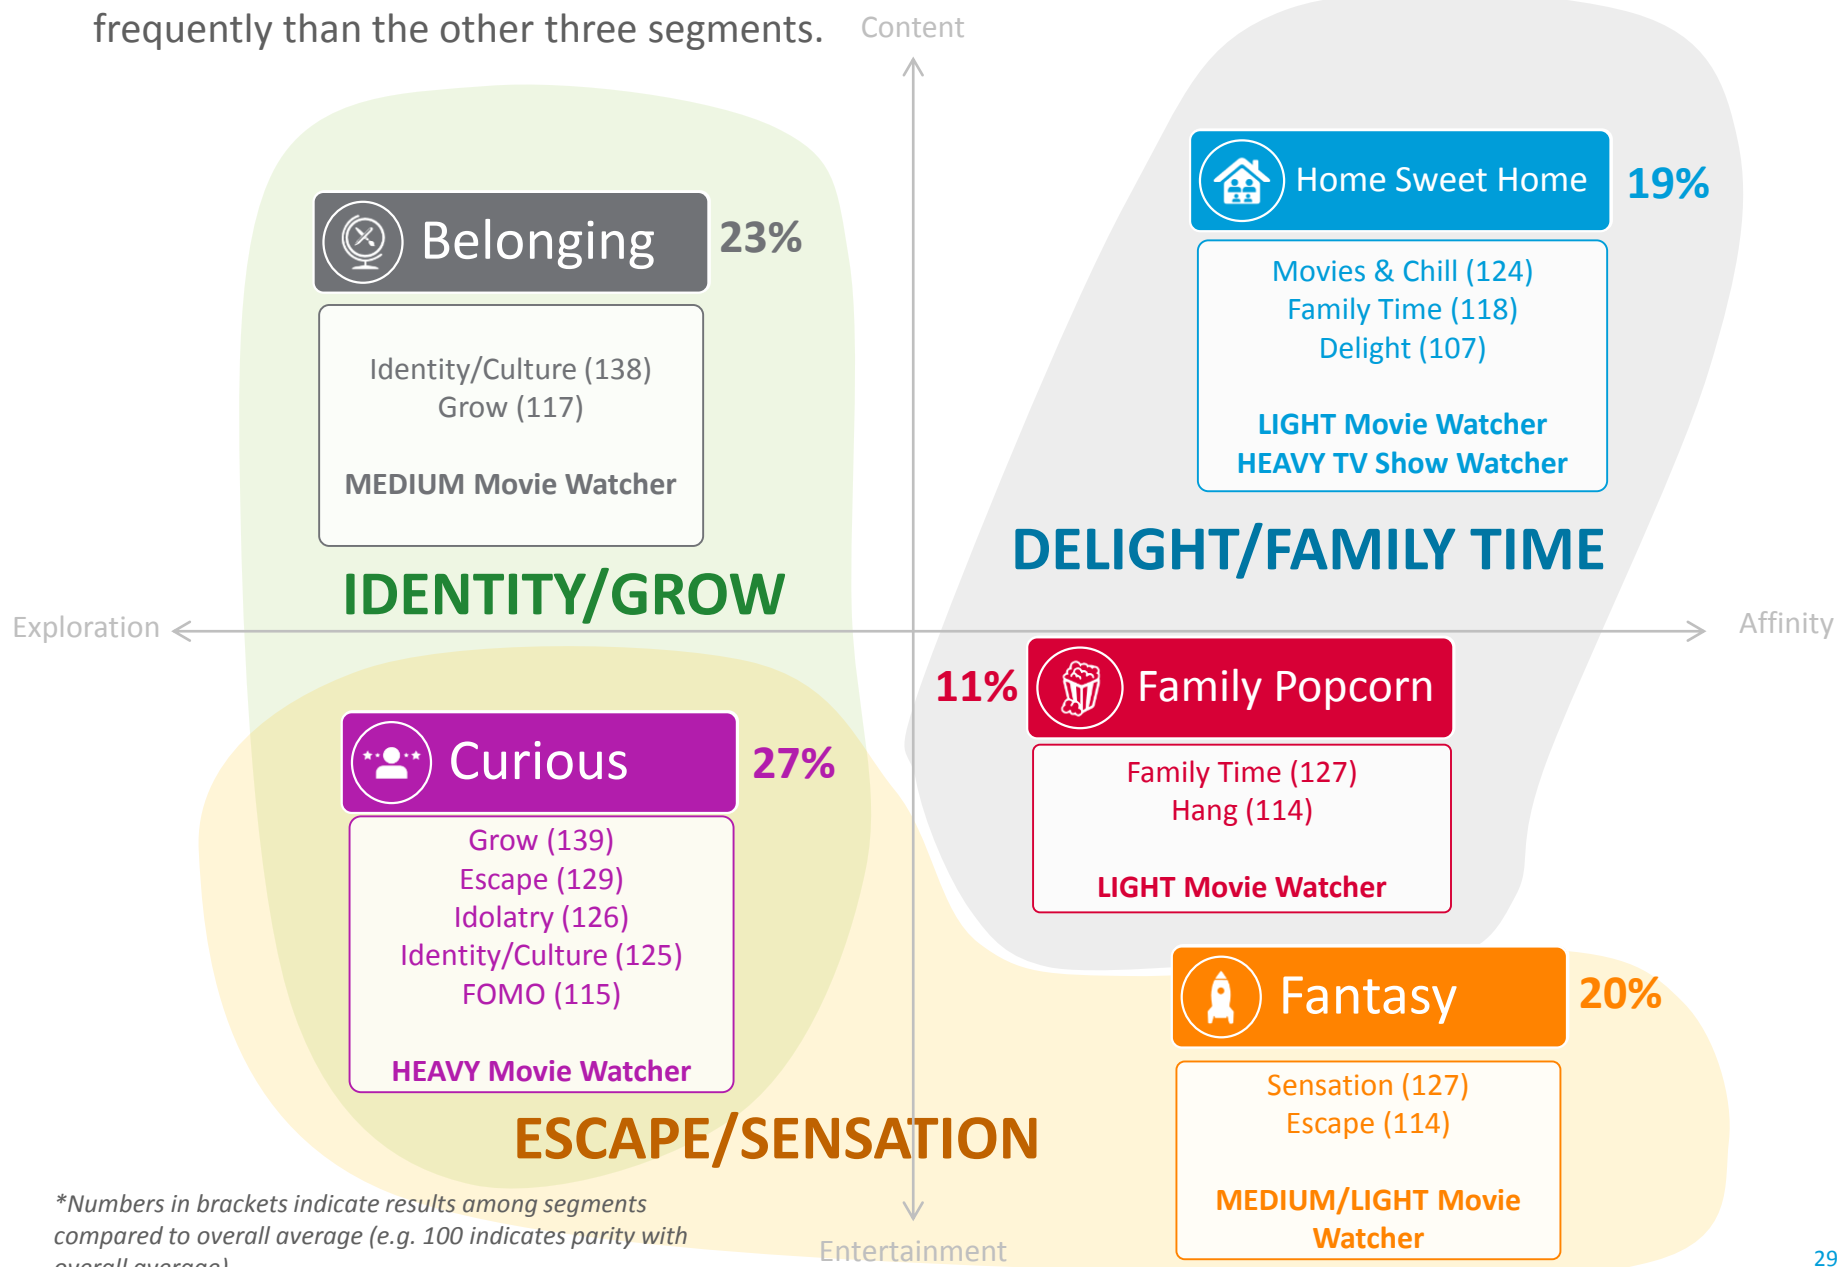 frequently than the other three segments.
Content
Home Sweet Home
19%
Movies & Chill (124)
Family Time (118)
Delight (107)
LIGHT Movie Watcher
HEAVY TV Show Watcher
Belonging
23%
Identity/Culture (138)
Grow (117)
MEDIUM Movie Watcher
DELIGHT/FAMILY TIME
IDENTITY/GROW
Exploration
Affinity
11%
Family Popcorn
Family Time (127)
Hang (114)
LIGHT Movie Watcher
Curious
27%
Grow (139)
Escape (129)
Idolatry (126)
Identity/Culture (125)
FOMO (115)
HEAVY Movie Watcher
Fantasy
20%
Sensation (127)
Escape (114)
MEDIUM/LIGHT Movie
Watcher
ESCAPE/SENSATION
*Numbers in brackets indicate results among segments
compared to overall average (e.g. 100 indicates parity with
overall average)
Entertainment
29